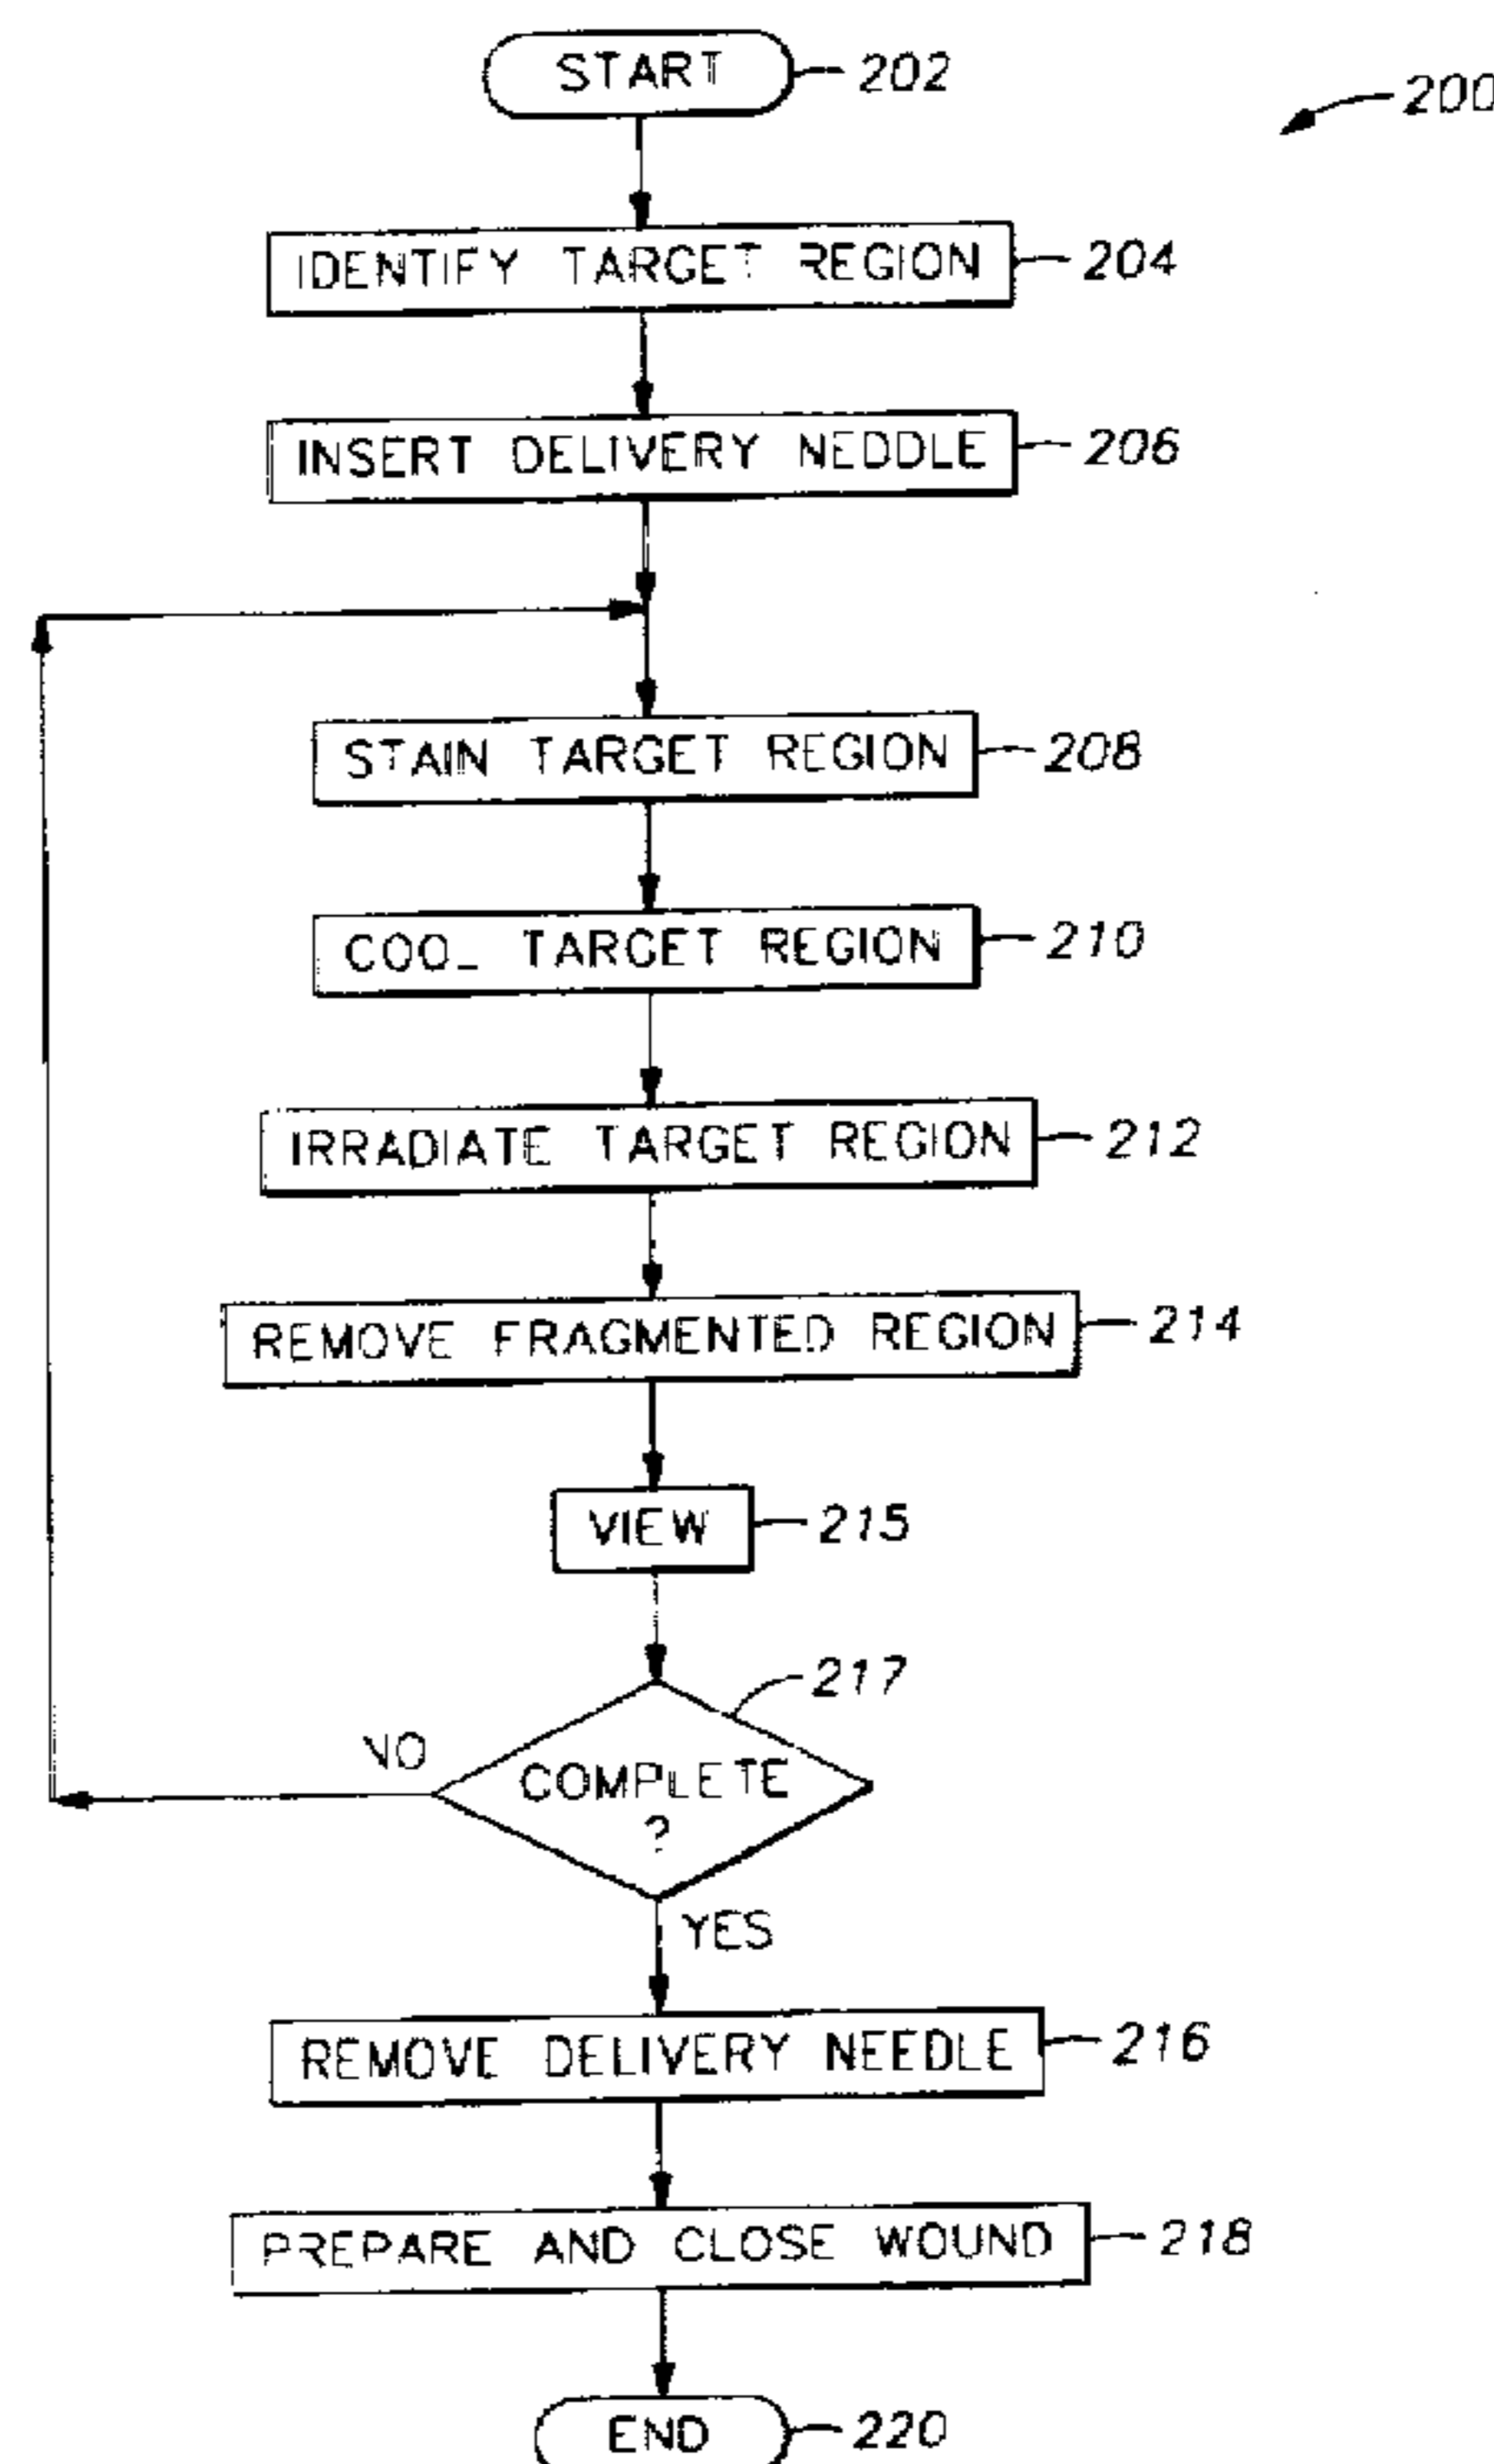 START 202
200
IDENTIFY TARGET REGION 204
INSERT DELIVERY NEDDLE 206
STAIN TARGET REGION 208
COOL TARGET REGION 210
IRRADIATE TARGET REGION 212
REMOVE FRAGMENTED REGION 214
VIEW 215
217
NO
COMPLETE
?
YES
REMOVE DELIVERY NEEDLE 216
PREPARE AND CLOSE WOUND 218
END 220